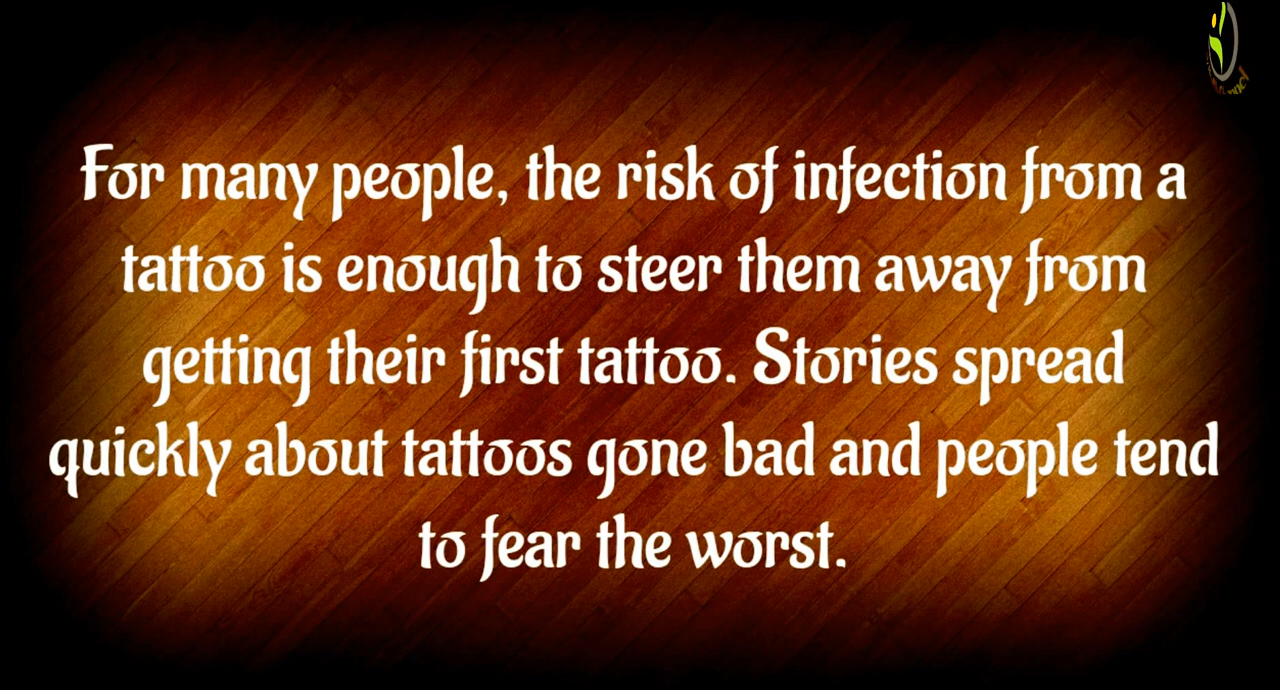 For many people, the risk of infection from a
tattoo is enough to steer them away from
getting their first tattoo. Stories spread
quickly about tattoos gone bad and people tend
to fear the worst.